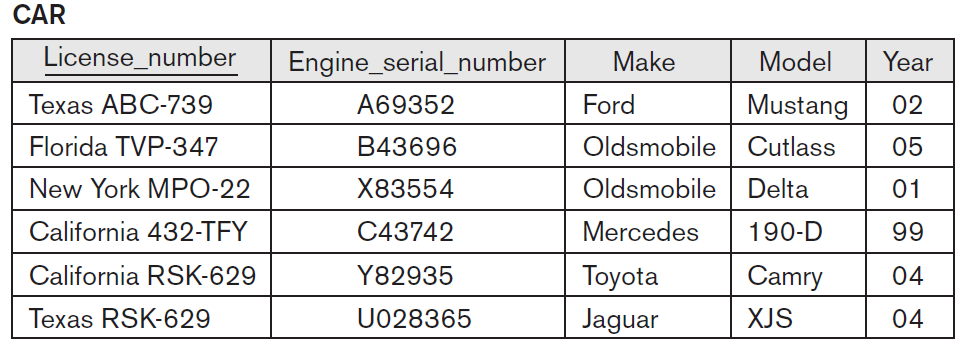 CAR
License_number Engine_serial_number Make Model Year
Texas ABC-739 A69352 Ford Mustang 02
Florida TVP-347 B43696 Oldsmobile Cutlass 05
New York MPO-22 X83554 Oldsmobile Delta 01
California 432-TFY C43742 Mercedes 190-D 99
California RSK-629 Y82935 Toyota Camry 04
Texas RSK-629 U028365 Jaguar XJS 04